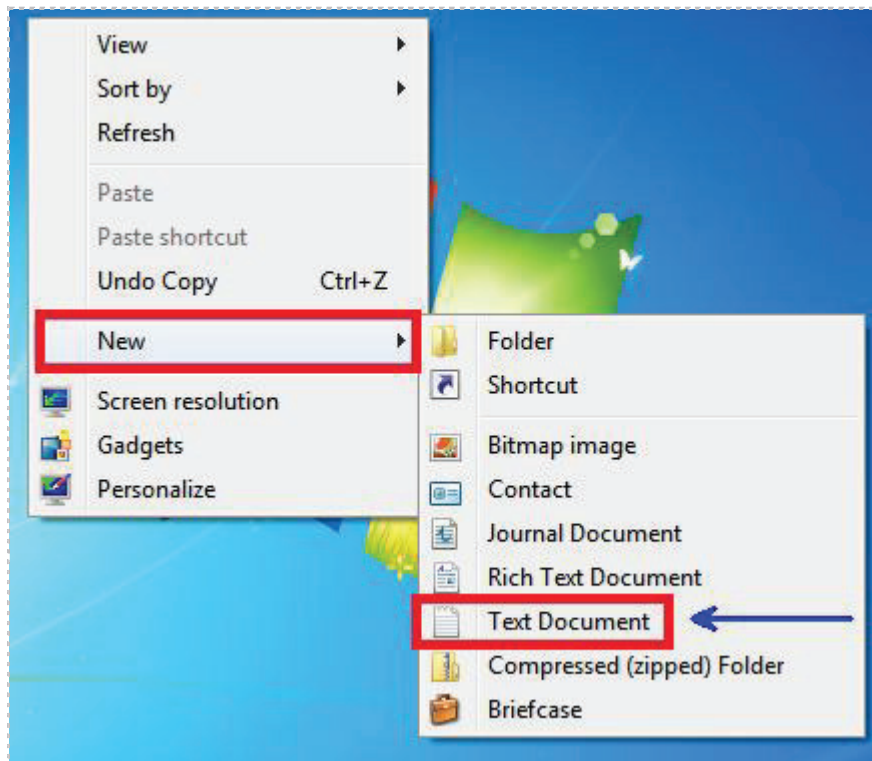 View
Sort by
Refresh
Paste
Paste shortcut
Undo Copy Ctrl+Z
New
Screen resolution
Gadgets
Personalize
Folder
Shortcut
Bitmap image
Contact
Journal Document
Rich Text Document
Text Document
Compressed (zipped) Folder
Briefcase